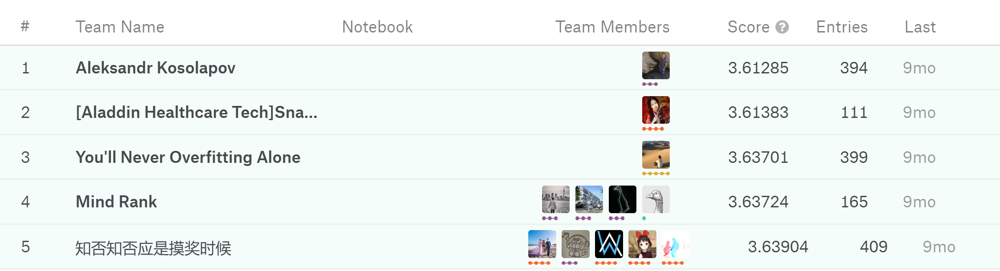 # Team Name Notebook Team Members Score ? Entries Last
1 Aleksandr Kosolapov 3.61285 394 9mo
2 [Aladdin Healthcare Tech]Sna... 3.61383 111 9mo
3 You'll Never Overfitting Alone 3.63701 399 9mo
4 Mind Rank 3.63724 165 9mo
5 知否知否应是摸奖时候 3.63904 409 9mo